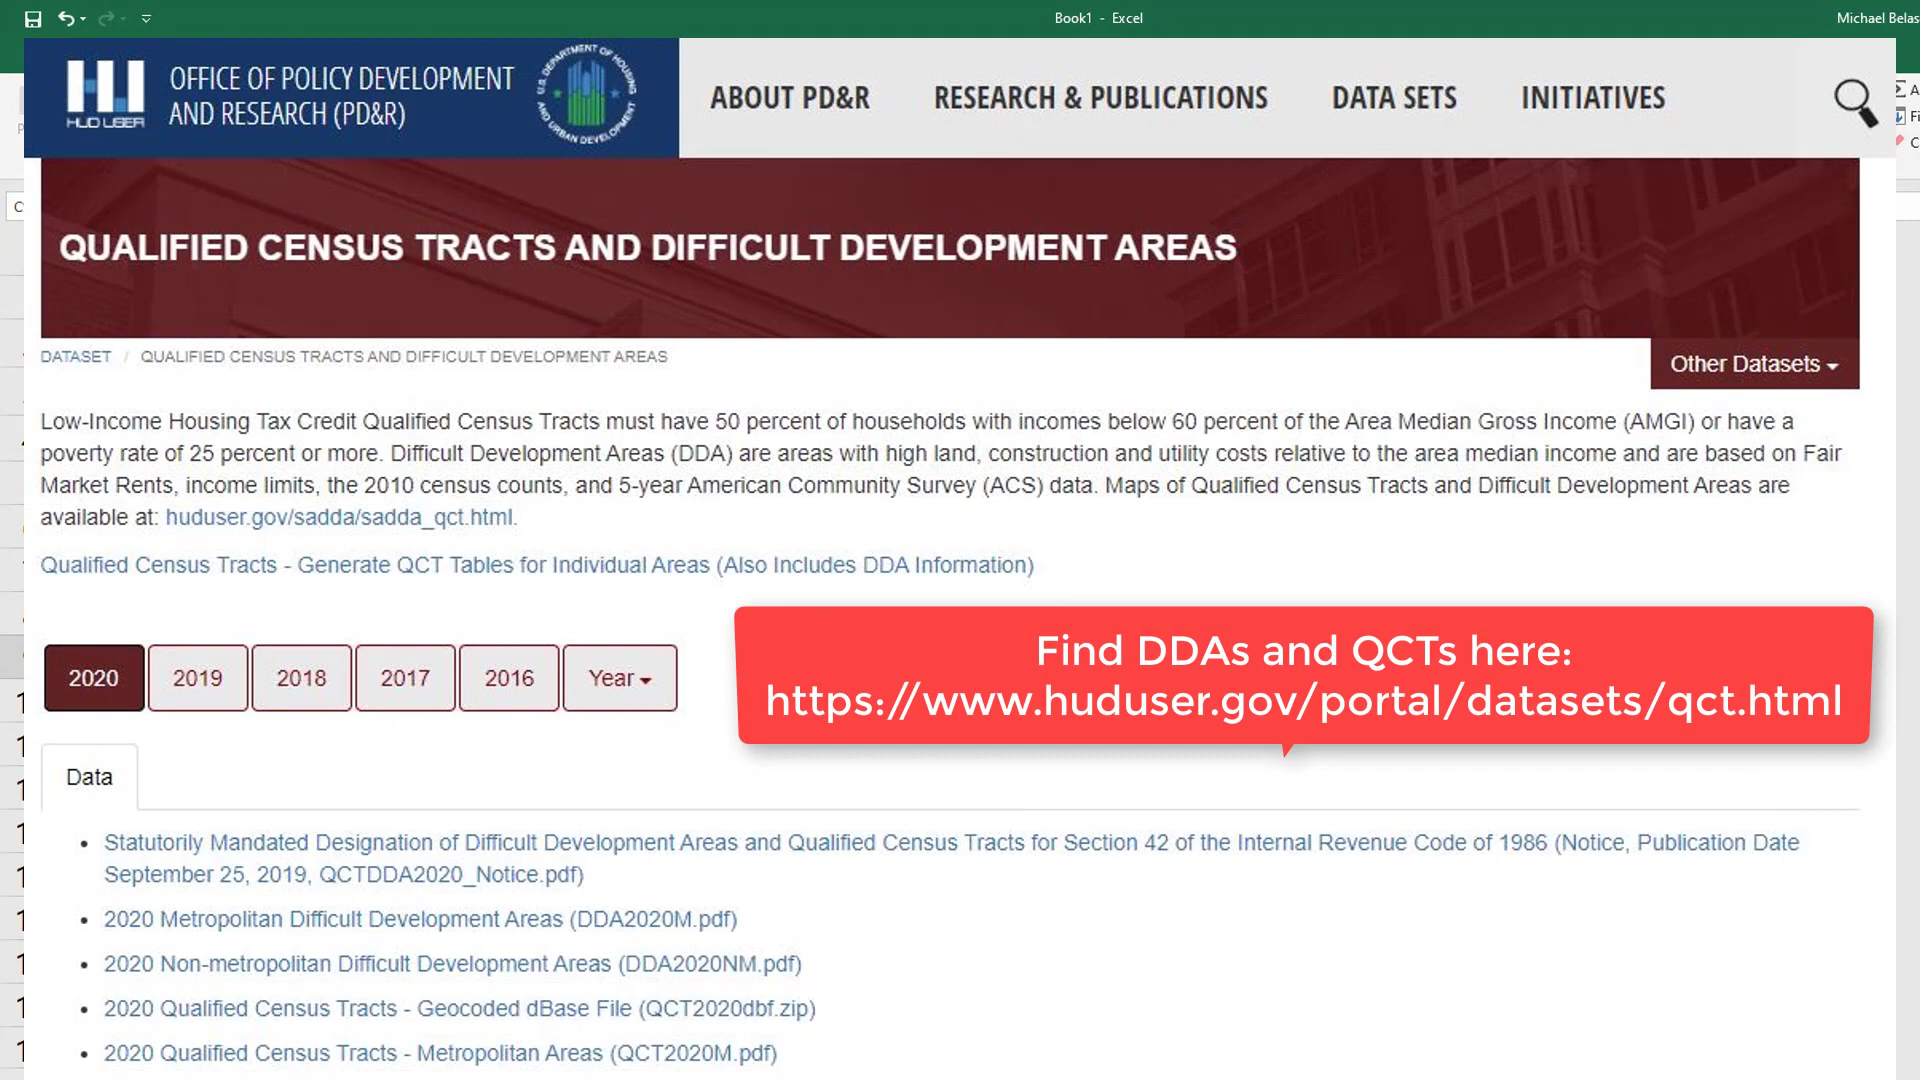 Book1 - Excel
Michael Belas
HUD USER
OFFICE OF POLICY DEVELOPMENT
AND RESEARCH (PD&R)
U.S. DEPARTMENT OF HOUSING
AND URBAN DEVELOPMENT
ABOUT PD&R
RESEARCH & PUBLICATIONS
DATA SETS
INITIATIVES
QUALIFIED CENSUS TRACTS AND DIFFICULT DEVELOPMENT AREAS
DATASET / QUALIFIED CENSUS TRACTS AND DIFFICULT DEVELOPMENT AREAS
Other Datasets
Low-Income Housing Tax Credit Qualified Census Tracts must have 50 percent of households with incomes below 60 percent of the Area Median Gross Income (AMGI) or have a
poverty rate of 25 percent or more. Difficult Development Areas (DDA) are areas with high land, construction and utility costs relative to the area median income and are based on Fair
Market Rents, income limits, the 2010 census counts, and 5-year American Community Survey (ACS) data. Maps of Qualified Census Tracts and Difficult Development Areas are
available at: huduser.gov/sadda/sadda_qct.html.
Qualified Census Tracts - Generate QCT Tables for Individual Areas (Also Includes DDA Information)
Find DDAs and QCTs here:
https://www.huduser.gov/portal/datasets/qct.html
2020
2019
2018
2017
2016
Year
Data
• Statutorily Mandated Designation of Difficult Development Areas and Qualified Census Tracts for Section 42 of the Internal Revenue Code of 1986 (Notice, Publication Date
September 25, 2019, QCTDDA2020_Notice.pdf)
• 2020 Metropolitan Difficult Development Areas (DDA2020M.pdf)
• 2020 Non-metropolitan Difficult Development Areas (DDA2020NM.pdf)
• 2020 Qualified Census Tracts - Geocoded dBase File (QCT2020dbf.zip)
• 2020 Qualified Census Tracts - Metropolitan Areas (QCT2020M.pdf)